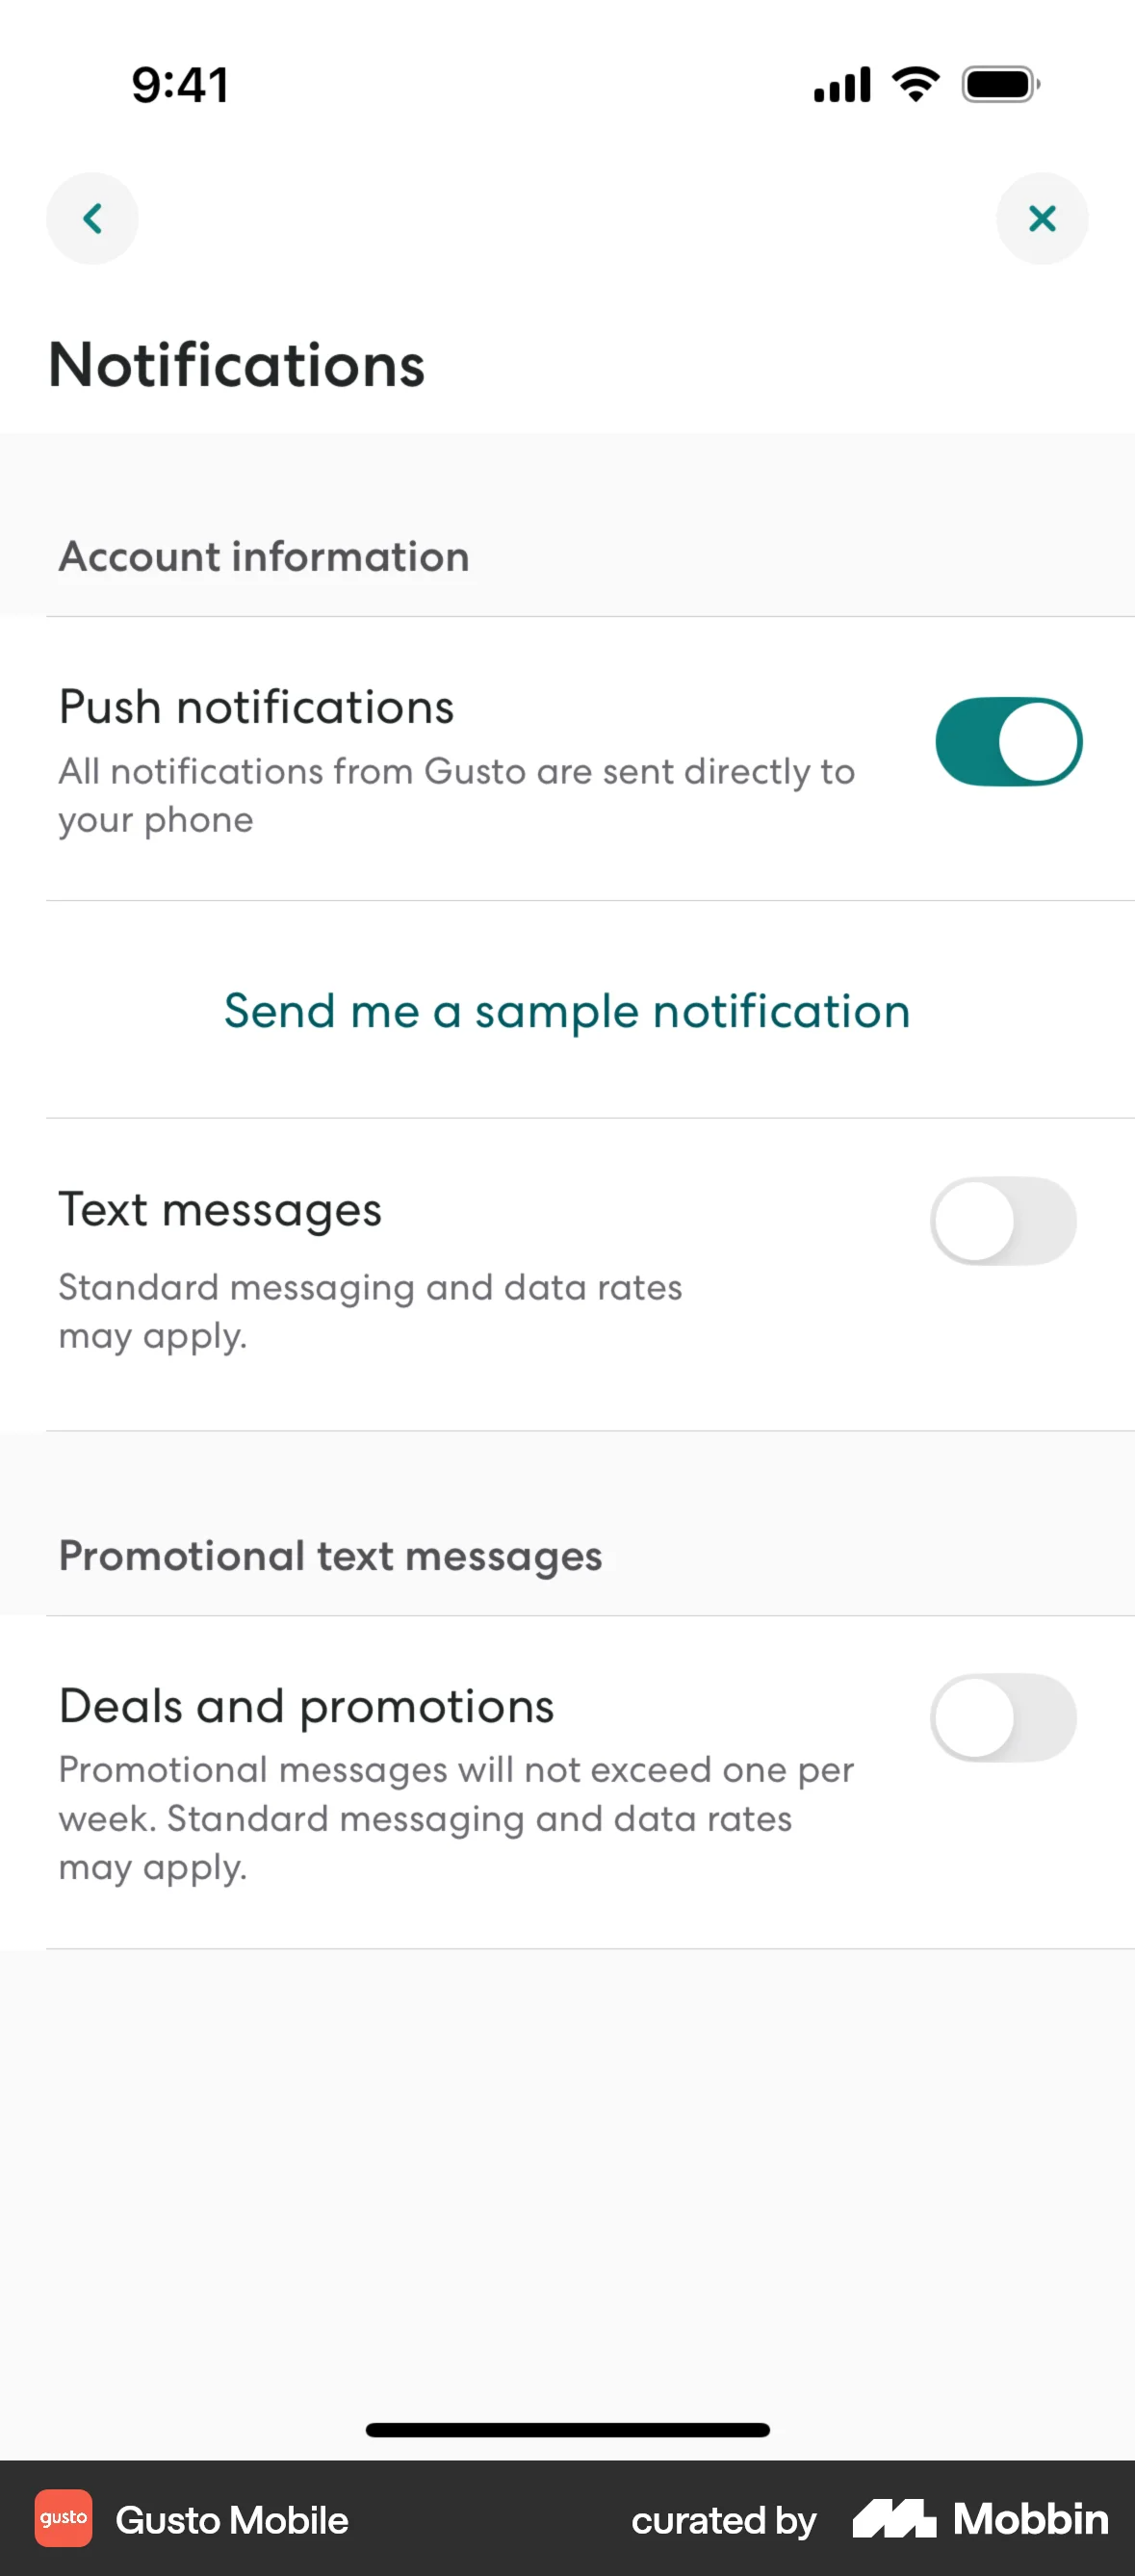 9:41
Notifications
Account information
Push notifications
All notifications from Gusto are sent directly to
your phone
Send me a sample notification
Text messages
Standard messaging and data rates
may apply.
Promotional text messages
Deals and promotions
Promotional messages will not exceed one per
week. Standard messaging and data rates
may apply.
gusto Gusto Mobile curated by Mobbin